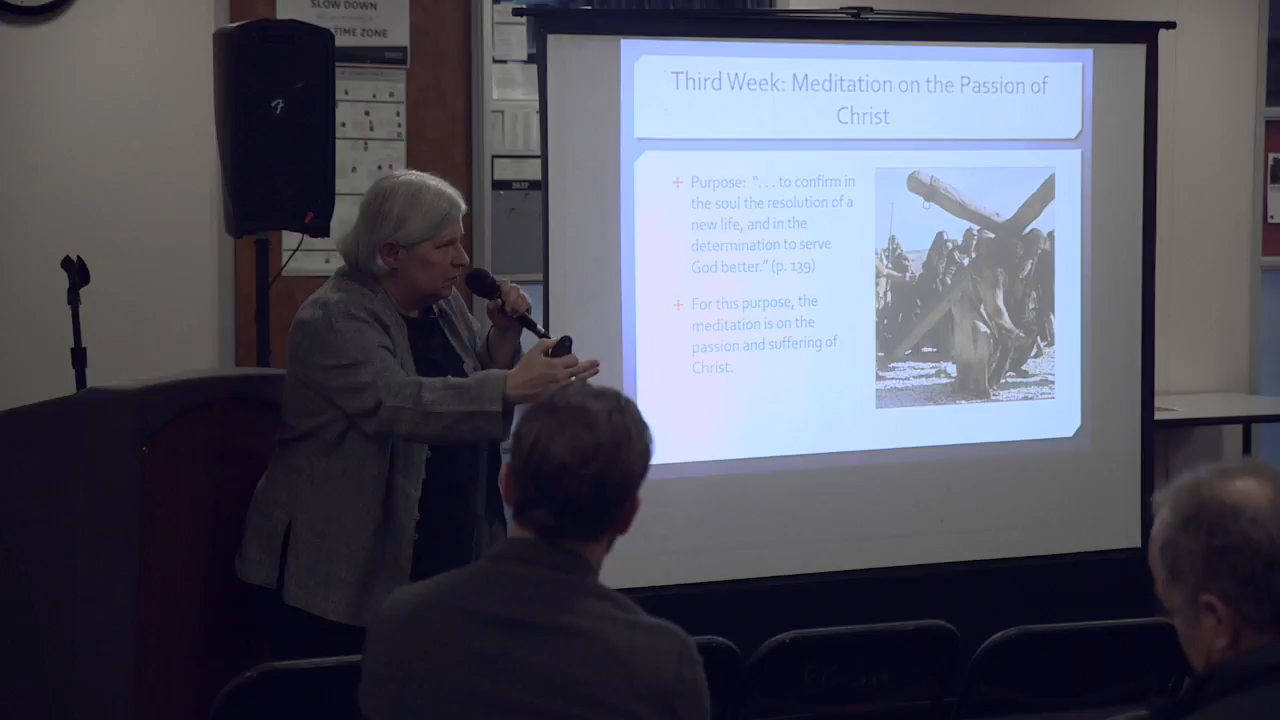 SLOW DOWN
TIME ZONE
Third Week: Meditation on the Passion of
Christ
Purpose: “. . . to confirm in
the soul the resolution of a
new life, and in the
determination to serve
God better.” (p. 139)
For this purpose, the
meditation is on the
passion and suffering of
Christ.